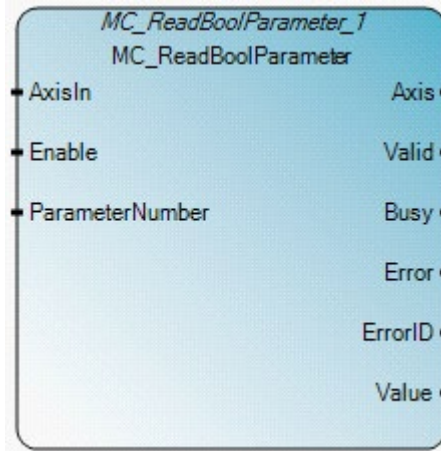 MC_ReadBoolParameter_1
MC_ReadBoolParameter
AxisIn Axis
Enable Valid
ParameterNumber Busy
Error
ErrorID
Value